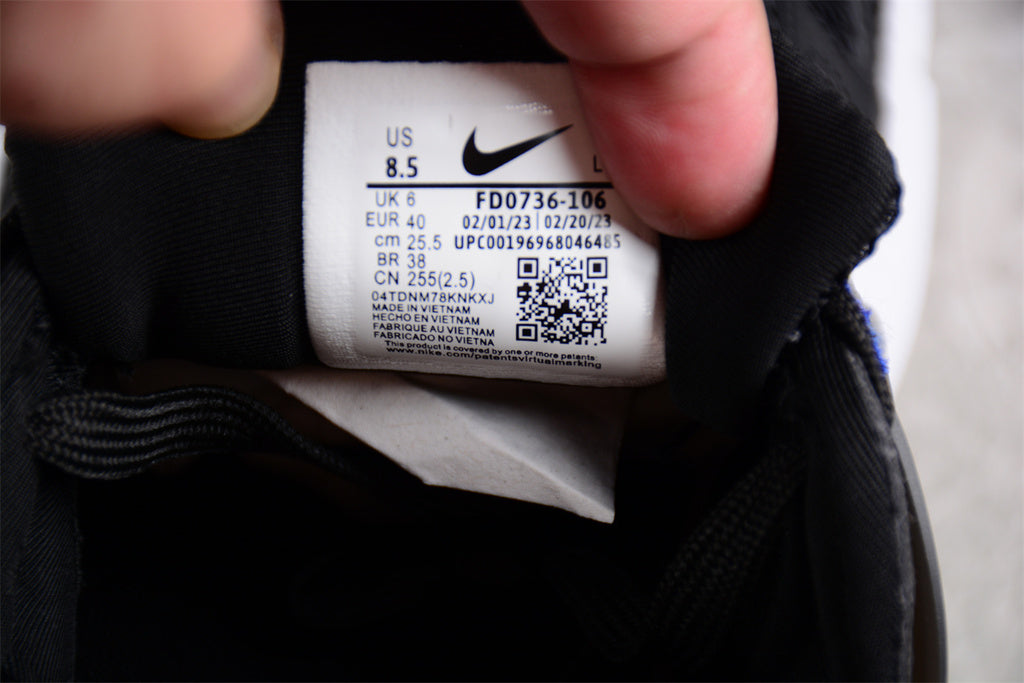 US
8.5
L
UK 6
EUR 40
cm 25.5
BR 38
CN 255(2.5)
FD0736-106
02/01/23 | 02/20/23
UPC00196968046485
04TDNM78KNKXJ
MADE IN VIETNAM
HECHO EN VIETNAM
FABRIQUE AU VIETNAM
FABRICADO NO VIETNA
This product is covered by one or more patents
www.nike.com/patentsvirtualmarking